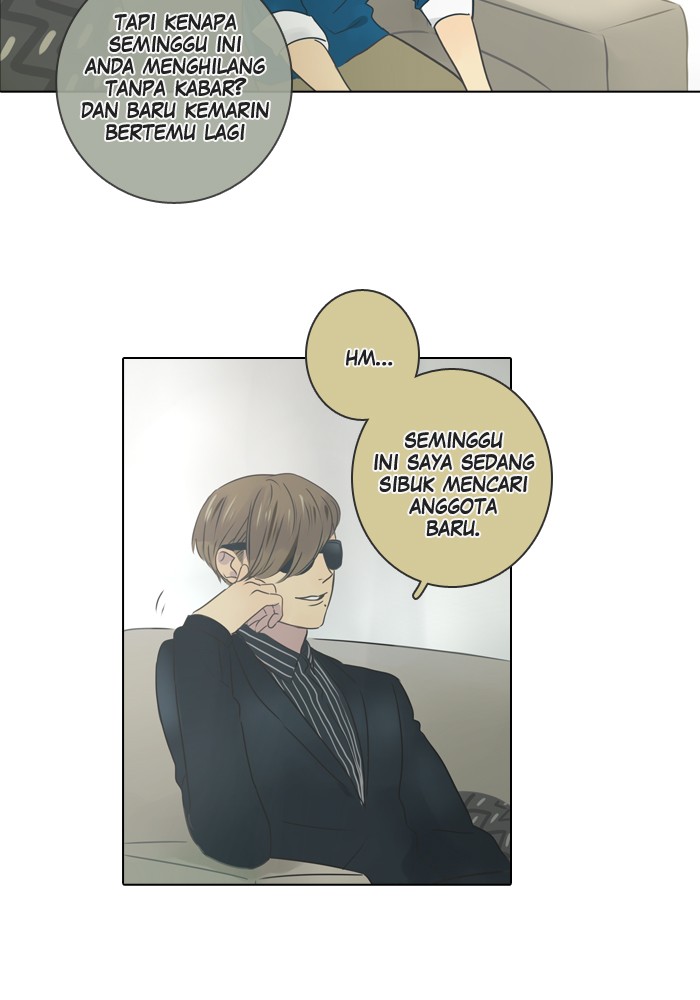 TAPI KENAPA
SEMINGGU INI
ANDA MENGHILANG
TANPA KABAR?
DAN BARU KEMARIN
BERTEMU LAGI
HM...
SEMINGGU
INI SAYA SEDANG
SIBUK MENCARI
ANGGOTA
BARU.